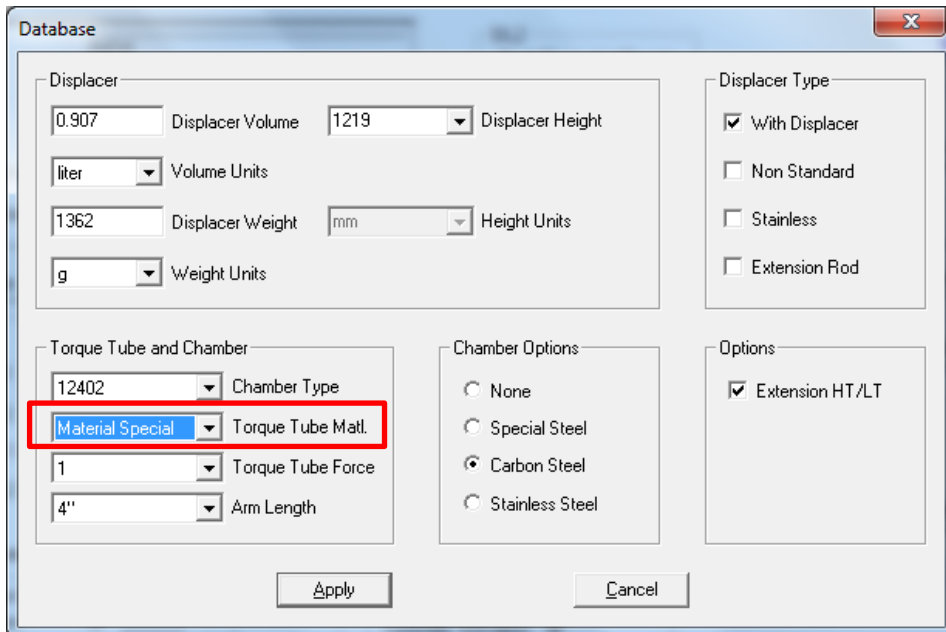 Database
Displacer
0.907 Displacer Volume 1219 Displacer Height
liter Volume Units
1362 Displacer Weight mm Height Units
g Weight Units
Displacer Type
With Displacer
Non Standard
Stainless
Extension Rod
Torque Tube and Chamber
12402 Chamber Type
Material Special Torque Tube Matl.
1 Torque Tube Force
4'' Arm Length
Chamber Options
None
Special Steel
Carbon Steel
Stainless Steel
Options
Extension HT/LT
Apply Cancel